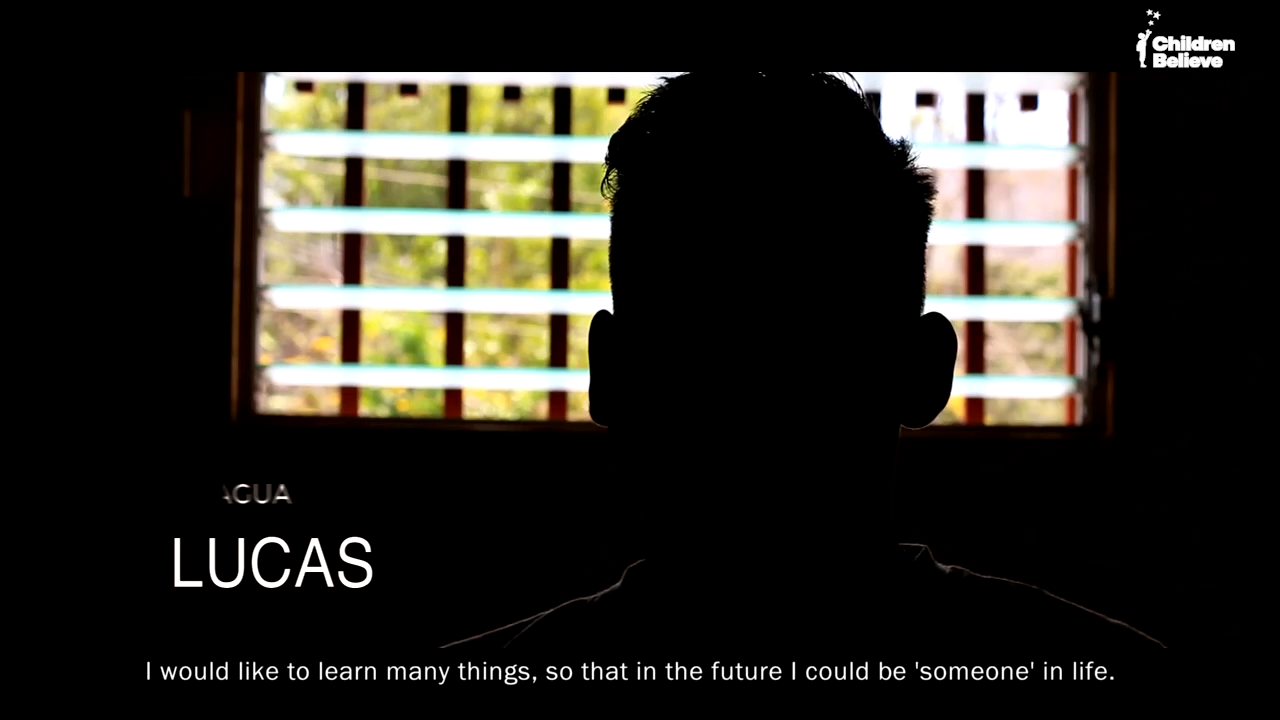 Children
Believe
AGUA
LUCAS
I would like to learn many things, so that in the future I could be 'someone' in life.